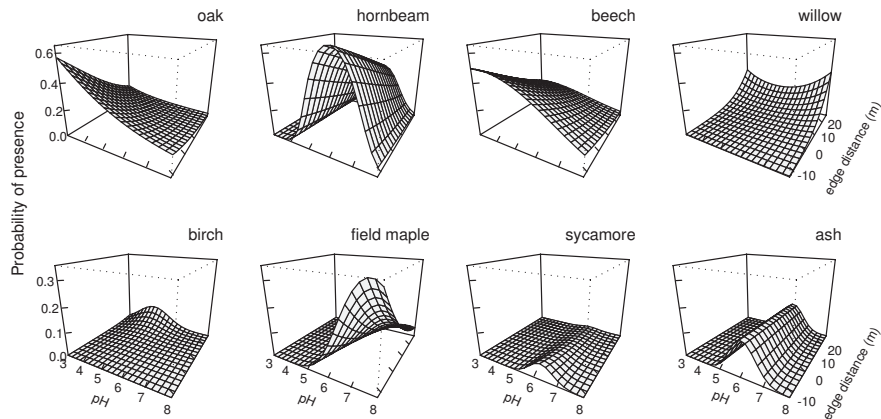 oak
hornbeam
beech
willow
0.6
0.4
0.2
0.0
20
10
0
-10
edge distance (m)
Probability of presence
birch
field maple
sycamore
ash
0.3
0.2
0.1
0.0
3 4 5 6 7 8
pH
3 4 5 6 7 8
pH
3 4 5 6 7 8
pH
3 4 5 6 7 8
pH
20
10
0
-10
edge distance (m)